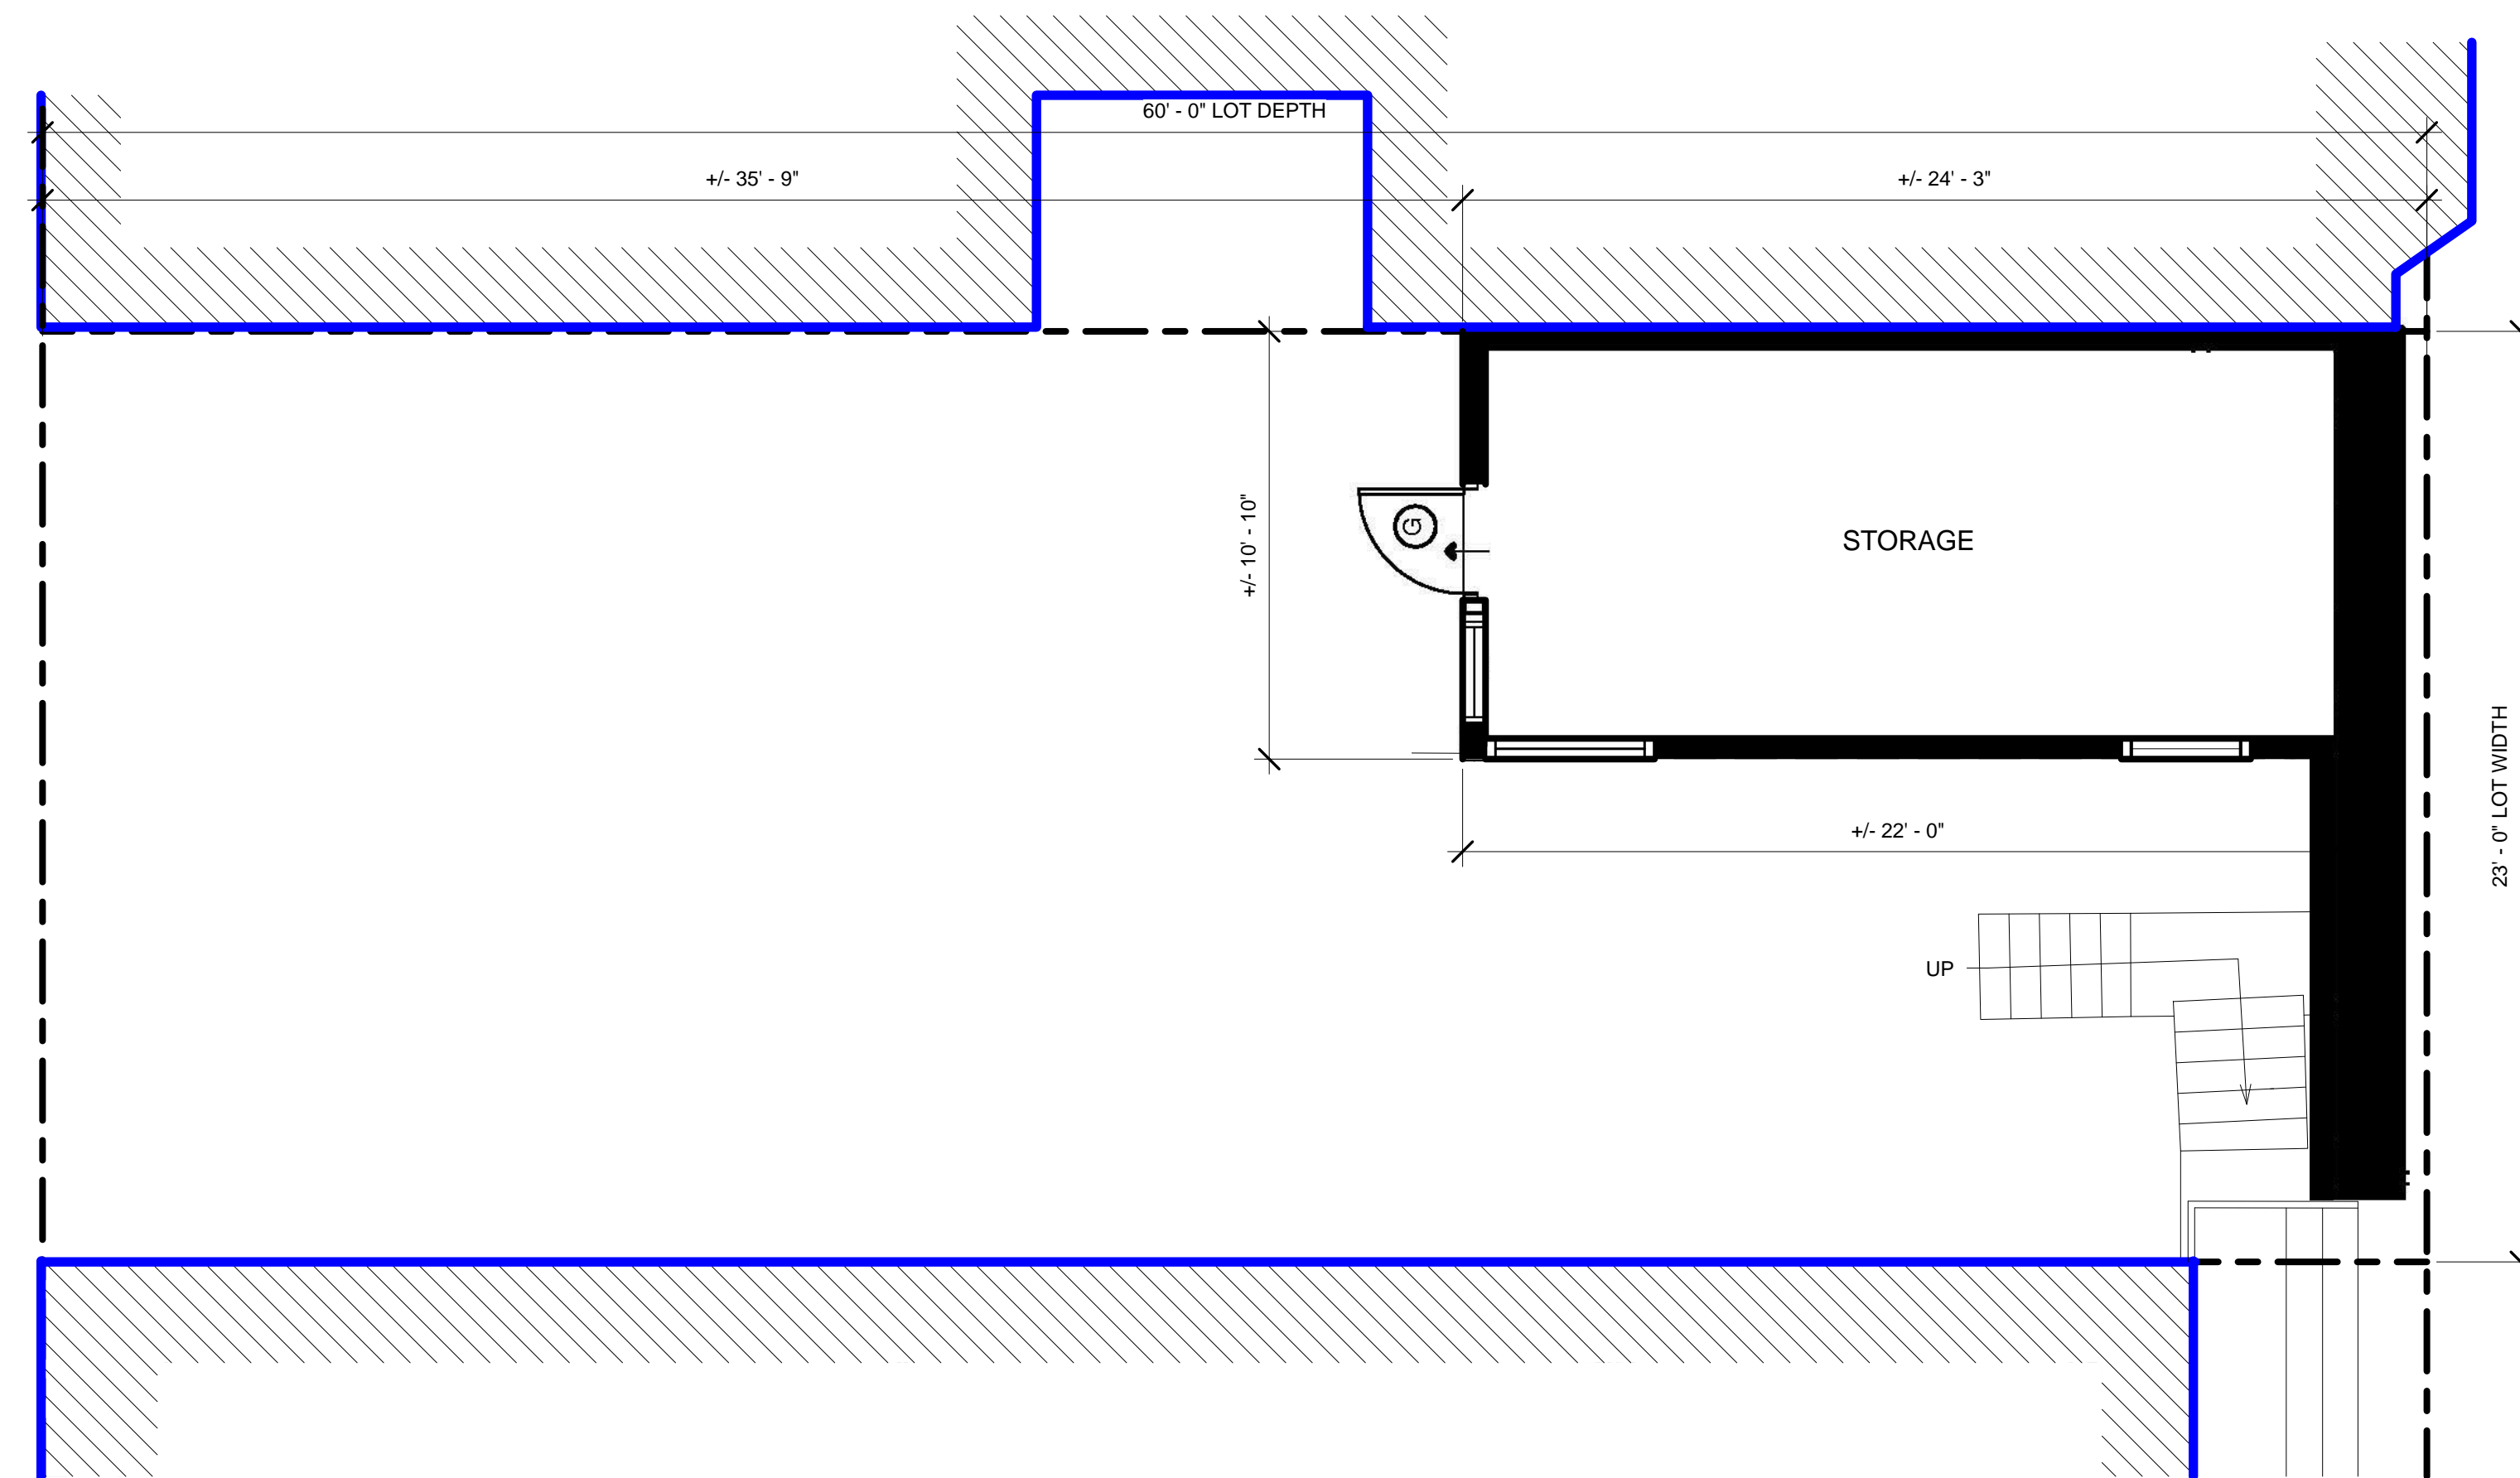 60' - 0" LOT DEPTH
+/- 35' - 9"
+/- 24' - 3"
+/- 10' - 10"
G
STORAGE
23' - 0" LOT WIDTH
+/- 22' - 0"
UP